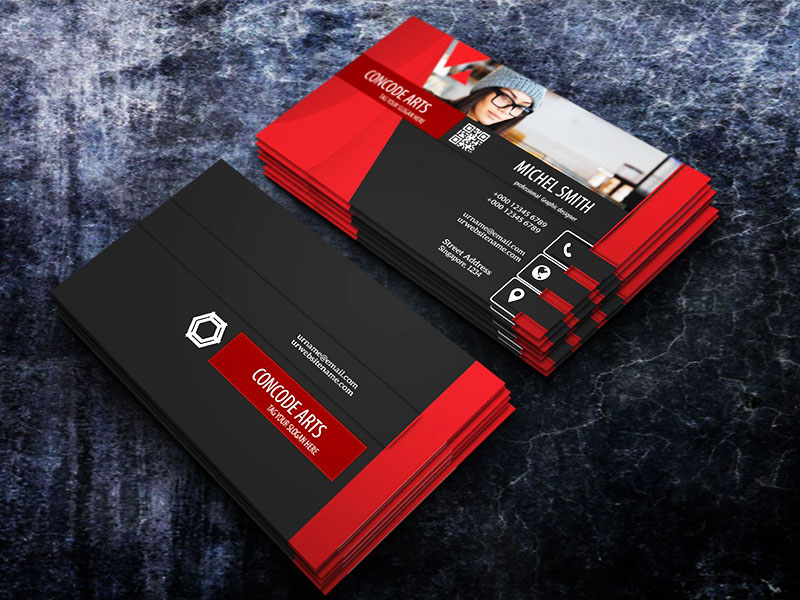 CONCODE ARTS
TAG YOUR SLOGAN HERE
MICHEL SMITH
professional Graphic designer
+000 12345 6789
+000 12345 6789
urname@email.com
urwebsitename.com
Street Address
Singapore, 1234
urname@email.com
urwebsitename.com
CONCODE ARTS
TAG YOUR SLOGAN HERE